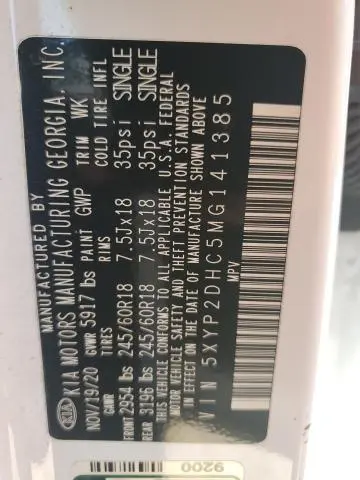 MANUFACTURED BY
KIA KIA MOTORS MANUFACTURING GEORGIA, INC.
NOV/19/20 PAINT GWP TRIM WK
GVWR 5917 lbs
GAWR TIRES RIMS COLD TIRE INFL
FRONT 2954 lbs 245/60R18 7.5Jx18 35psi SINGLE
REAR 3196 lbs 245/60R18 7.5Jx18 35psi SINGLE
THIS VEHICLE CONFORMS TO ALL APPLICABLE U.S.A. FEDERAL
MOTOR VEHICLE SAFETY AND THEFT PREVENTION STANDARDS
IN EFFECT ON THE DATE OF MANUFACTURE SHOWN ABOVE
VIN 5XYP2DHC5MG141385
MPV
9200